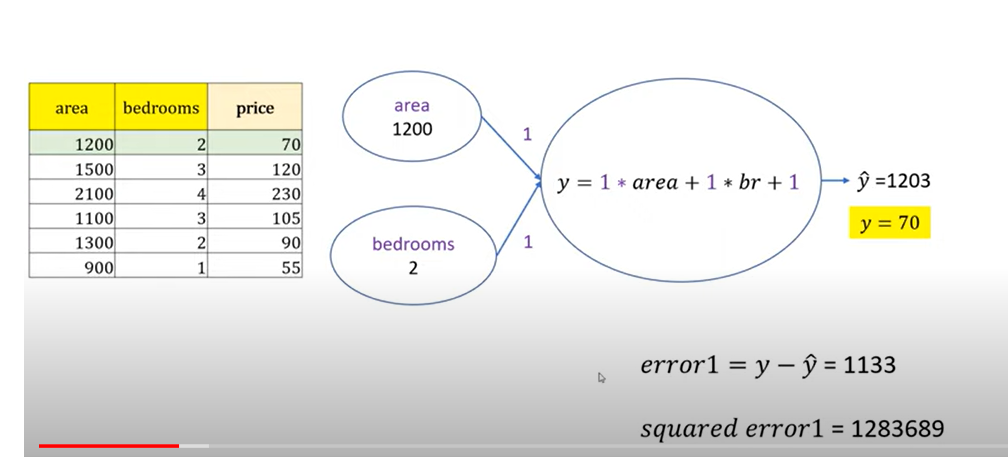 area bedrooms price
1200 2 70
1500 3 120
2100 4 230
1100 3 105
1300 2 90
900 1 55
area
1200
1
bedrooms
2
1
y = 1 * area + 1 * br + 1
ŷ =1203
y = 70
error1 = y − ŷ = 1133
squared error1 = 1283689